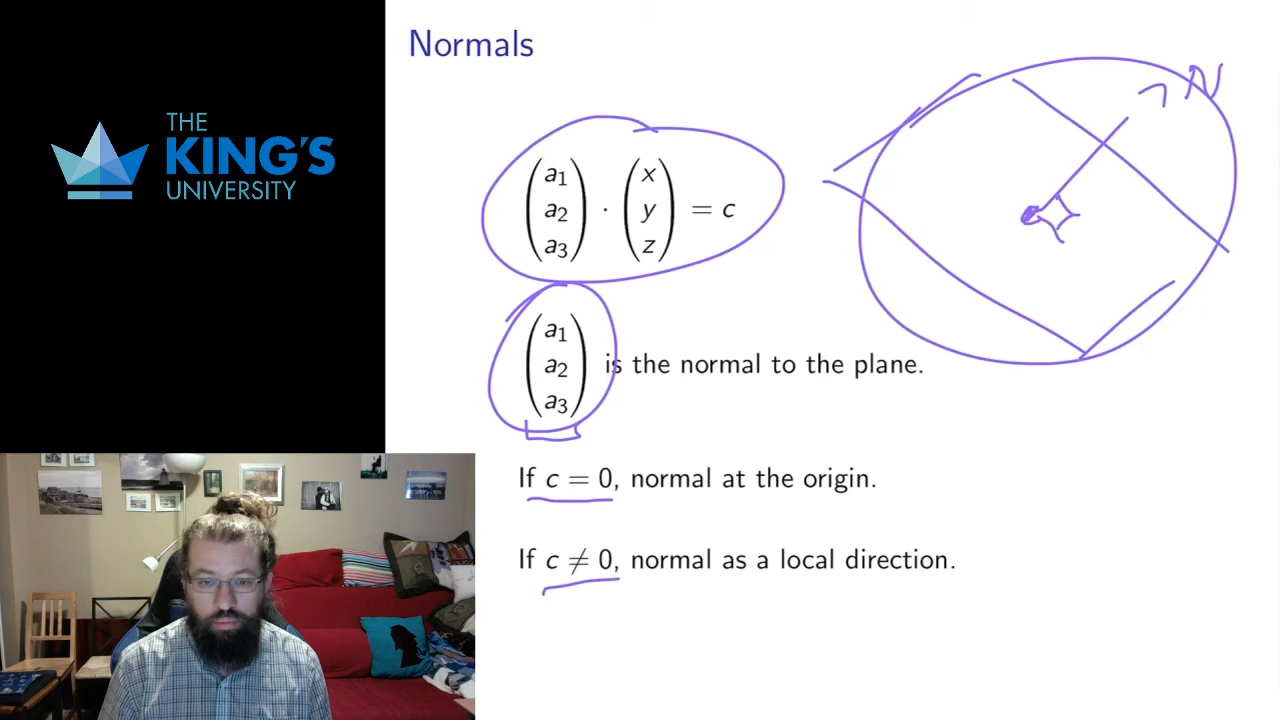 THE
KING'S
UNIVERSITY
Normals
N
(a1 a2 a3) · (x y z) = c
(a1 a2 a3) is the normal to the plane.
If c = 0, normal at the origin.
If c ≠ 0, normal as a local direction.